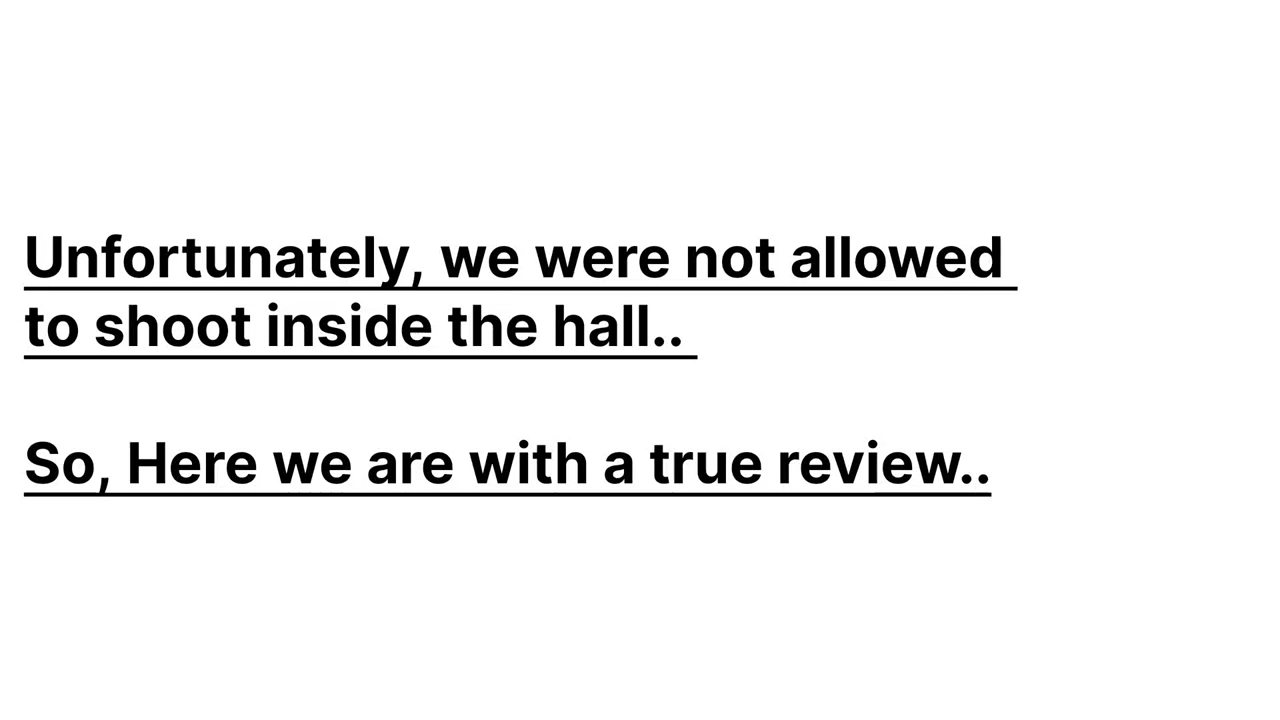 Unfortunately, we were not allowed
to shoot inside the hall..
So, Here we are with a true review..